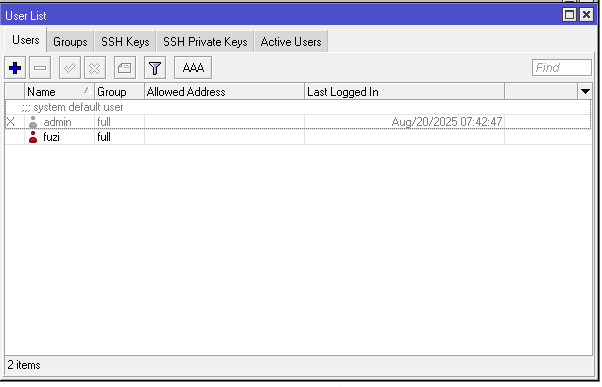 User List
Users Groups SSH Keys SSH Private Keys Active Users
AAA Find
Name Group Allowed Address Last Logged In
;;; system default user
X admin full Aug/20/2025 07:42:47
fuzi full
2 items